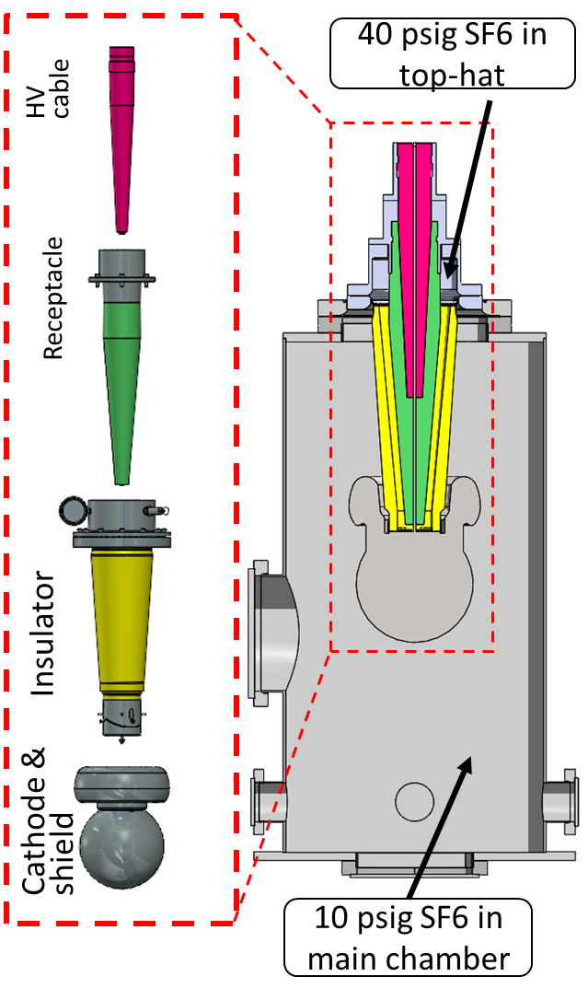 HV
cable
Receptacle
Insulator
Cathode &
shield
40 psig SF6 in
top-hat
10 psig SF6 in
main chamber